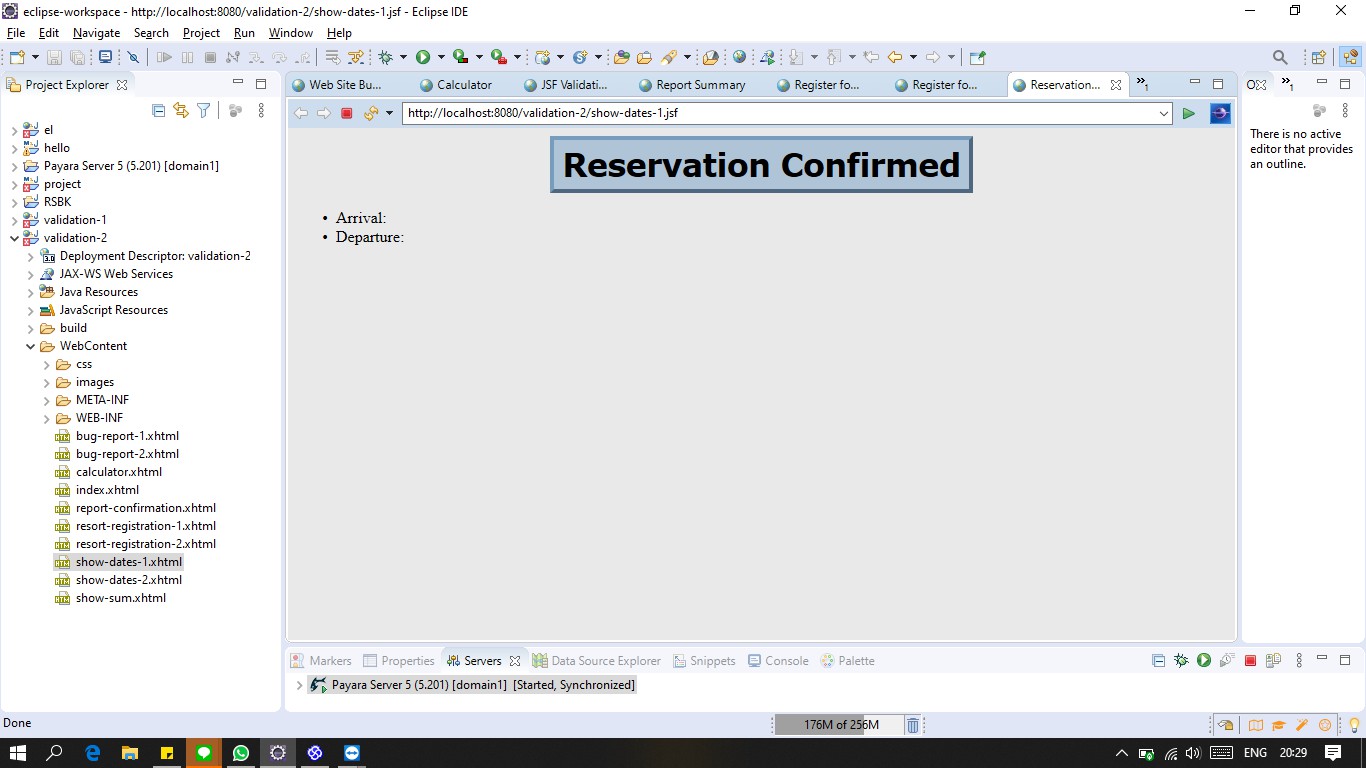 eclipse-workspace - http://localhost:8080/validation-2/show-dates-1.jsf - Eclipse IDE
File Edit Navigate Search Project Run Window Help
Project Explorer
Web Site Bu... Calculator JSF Validati... Report Summary Register fo... Register fo... Reservation... »1
O »1
http://localhost:8080/validation-2/show-dates-1.jsf
el
hello
Payara Server 5 (5.201) [domain1]
project
RSBK
validation-1
validation-2
Deployment Descriptor: validation-2
JAX-WS Web Services
Java Resources
JavaScript Resources
build
WebContent
css
images
META-INF
WEB-INF
bug-report-1.xhtml
bug-report-2.xhtml
calculator.xhtml
index.xhtml
report-confirmation.xhtml
resort-registration-1.xhtml
resort-registration-2.xhtml
show-dates-1.xhtml
show-dates-2.xhtml
show-sum.xhtml
Reservation Confirmed
• Arrival:
• Departure:
There is no active
editor that provides
an outline.
Markers Properties Servers Data Source Explorer Snippets Console Palette
Payara Server 5 (5.201) [domain1] [Started, Synchronized]
Done
176M of 256M
ENG 20:29